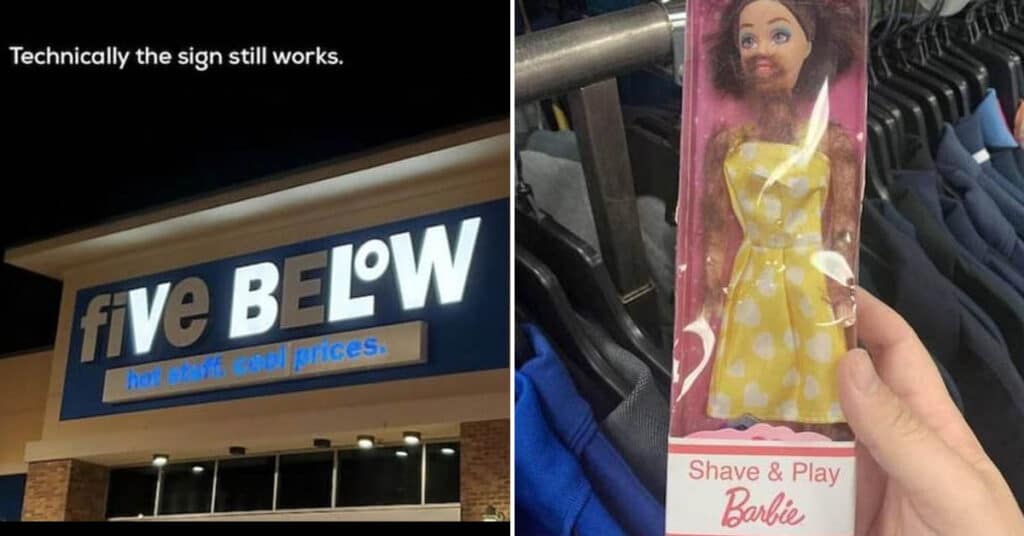 Technically the sign still works.
fiVe BELoW
hot stuff. cool prices.
Shave & Play
Barbie